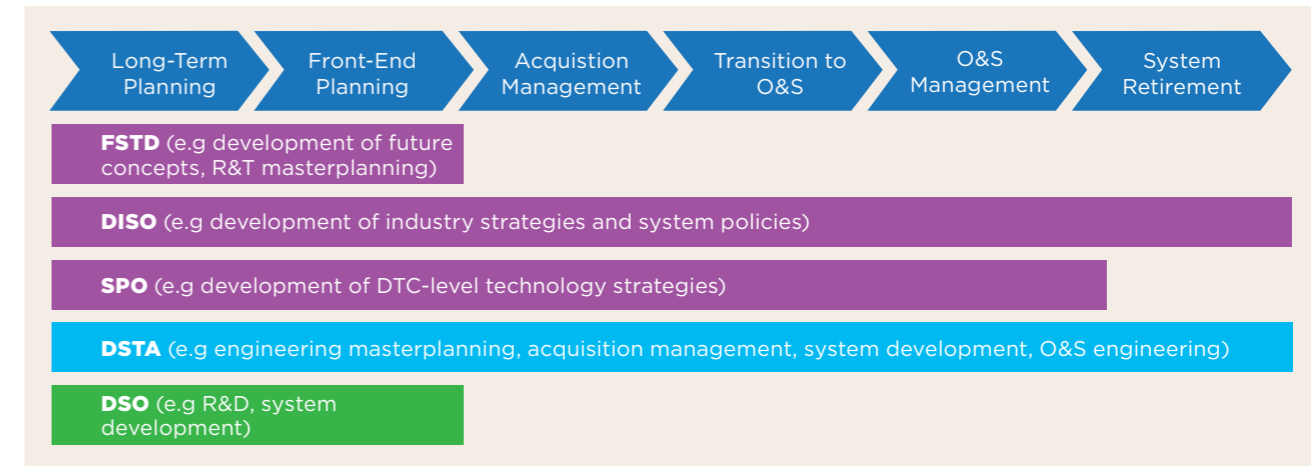 Long-Term
Planning
Front-End
Planning
Acquistion
Management
Transition to
O&S
O&S
Management
System
Retirement
FSTD (e.g development of future
concepts, R&T masterplanning)
DISO (e.g development of industry strategies and system policies)
SPO (e.g development of DTC-level technology strategies)
DSTA (e.g engineering masterplanning, acquisition management, system development, O&S engineering)
DSO (e.g R&D, system
development)